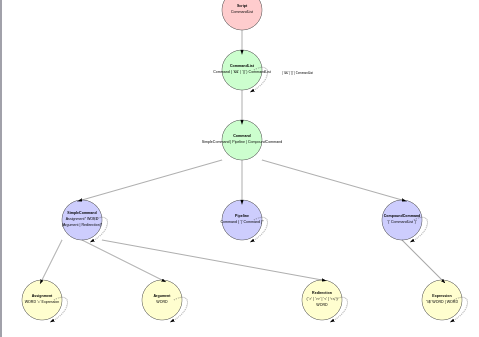 Script
CommandList
CommandList
Command ( '&&' | '||' ) CommandList
( '&&' | '||' ) CommandList
Command
SimpleCommand | Pipeline | CompoundCommand
SimpleCommand
Assignment* WORD
(Argument | Redirection)*
Pipeline
Command ( '|' Command )*
CompoundCommand
'(' CommandList ')'
Assignment
WORD '=' Expression
Argument
WORD
Redirection
WORD
Expression
WORD | WORD